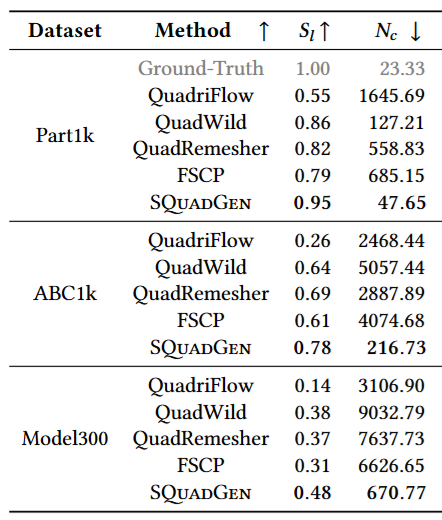 Dataset Method ↑ Sₗ ↑ N꜀ ↓
Ground-Truth 1.00 23.33
QuadriFlow 0.55 1645.69
QuadWild 0.86 127.21
Part1k QuadRemesher 0.82 558.83
FSCP 0.79 685.15
SQuadGen 0.95 47.65
QuadriFlow 0.26 2468.44
QuadWild 0.64 5057.44
ABC1k QuadRemesher 0.69 2887.89
FSCP 0.61 4074.68
SQuadGen 0.78 216.73
QuadriFlow 0.14 3106.90
QuadWild 0.38 9032.79
Model300 QuadRemesher 0.37 7637.73
FSCP 0.31 6626.65
SQuadGen 0.48 670.77